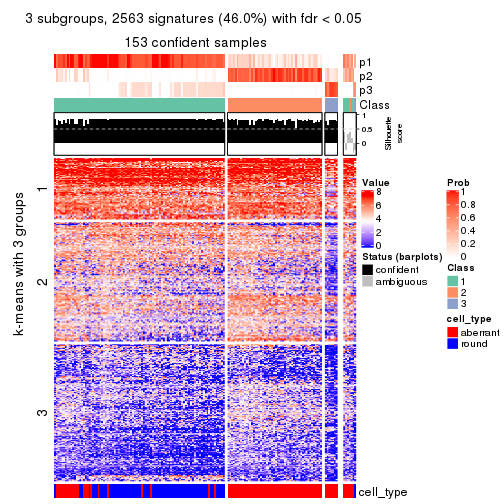 3 subgroups, 2563 signatures (46.0%) with fdr < 0.05
153 confident samples
p1
p2
p3
Class
1
0.5
0
Silhouette
score
k-means with 3 groups
1
2
3
Value
8
6
4
2
0
Status (barplots)
confident
ambiguous
Prob
1
0.8
0.6
0.4
0.2
0
Class
1
2
3
cell_type
aberrant
round
cell_type